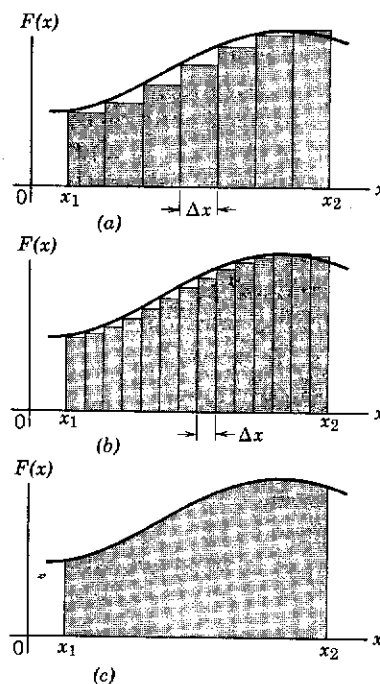 F(x)
0
x₁
x₂
x
Δx
(a)
F(x)
0
x₁
x₂
x
Δx
(b)
F(x)
0
x₁
x₂
x
(c)